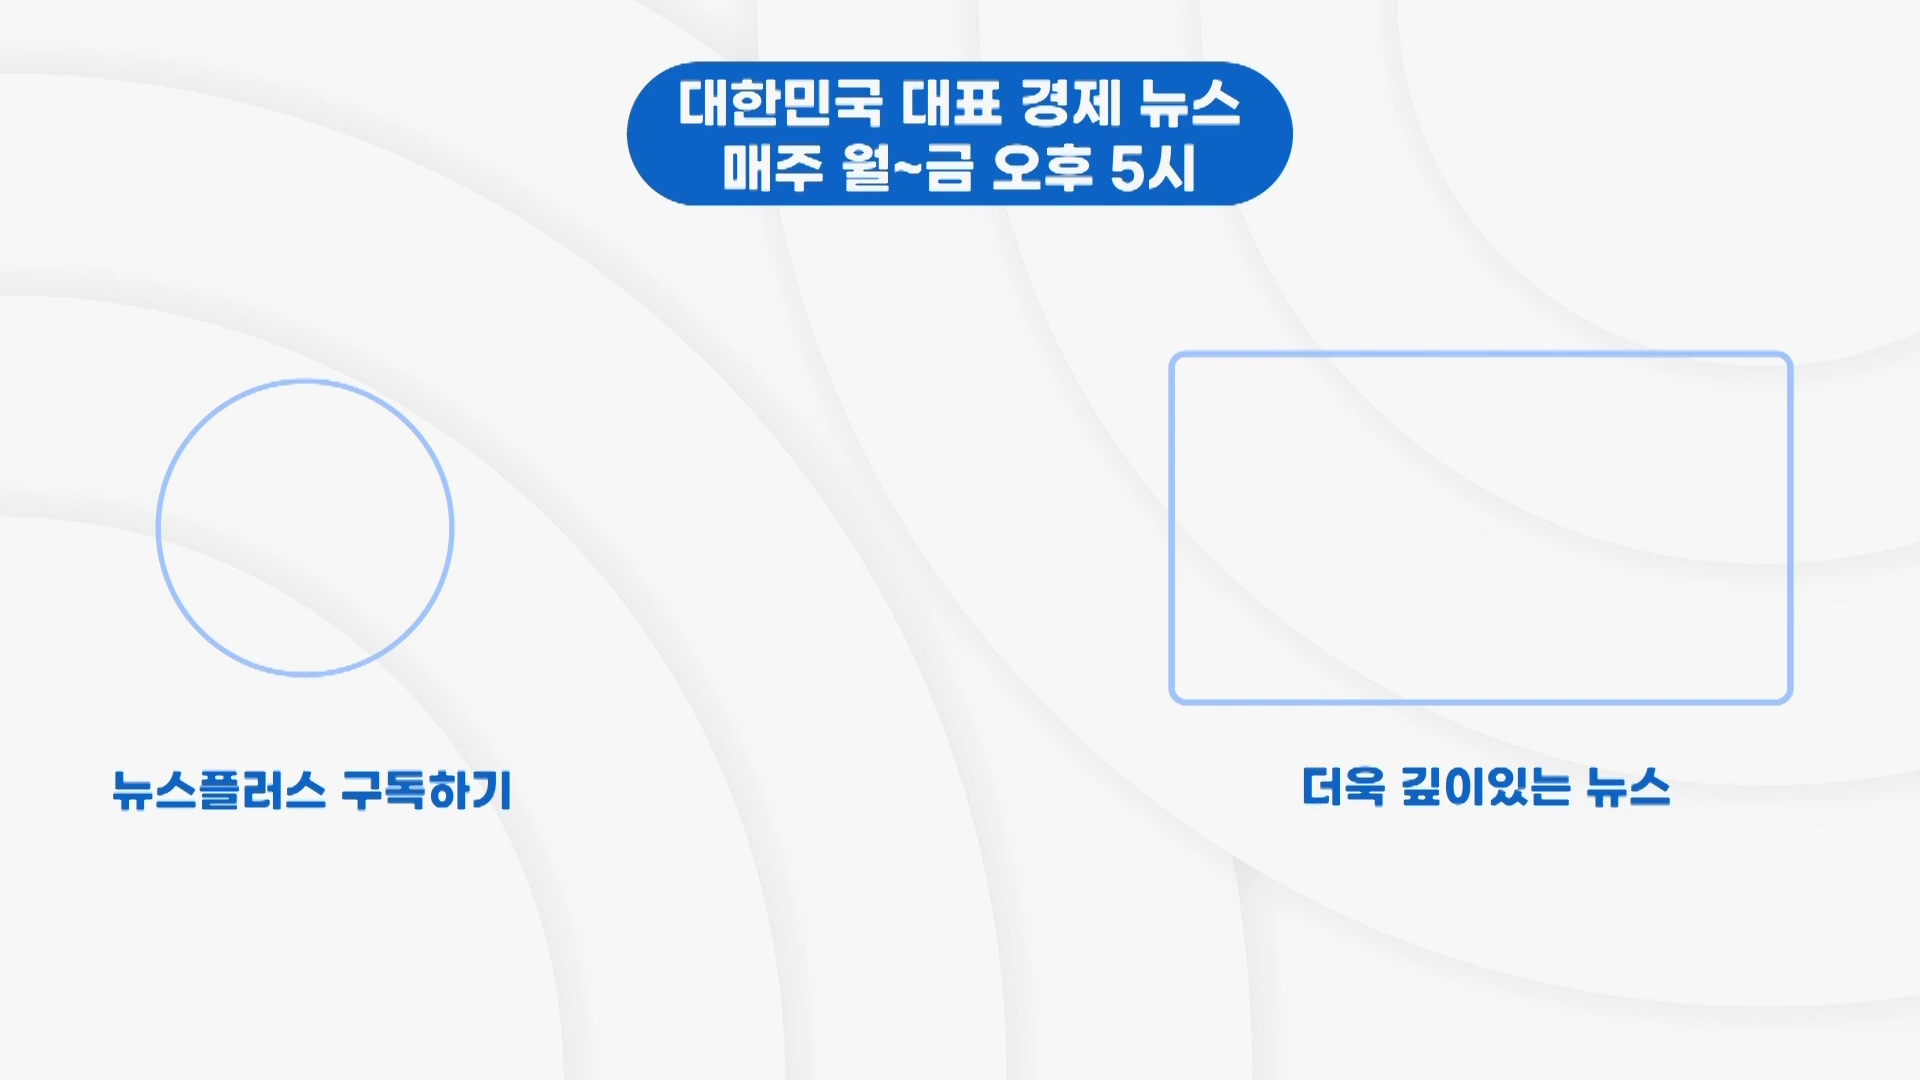 대한민국 대표 경제 뉴스
매주 월~금 오후 5시
뉴스플러스 구독하기
더욱 깊이있는 뉴스